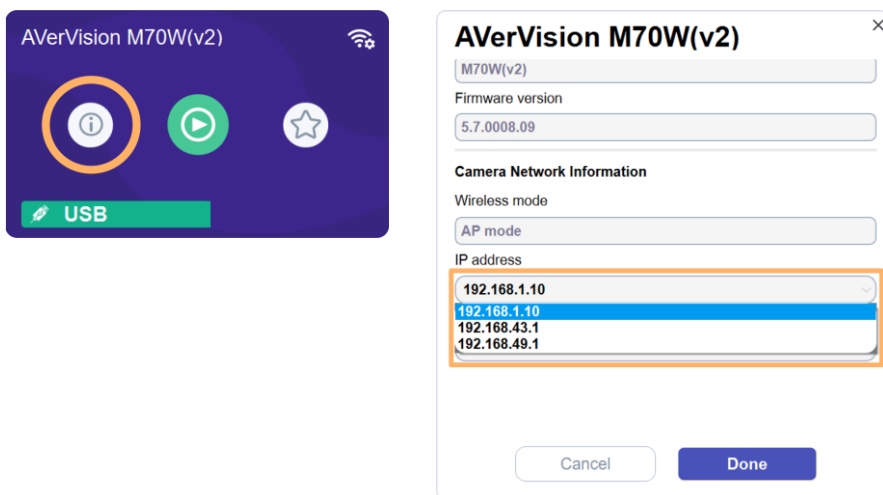 AVerVision M70W(v2)
USB
AVerVision M70W(v2)
M70W(v2)
Firmware version
5.7.0008.09
Camera Network Information
Wireless mode
AP mode
IP address
192.168.1.10
192.168.1.10
192.168.43.1
192.168.49.1
Cancel
Done